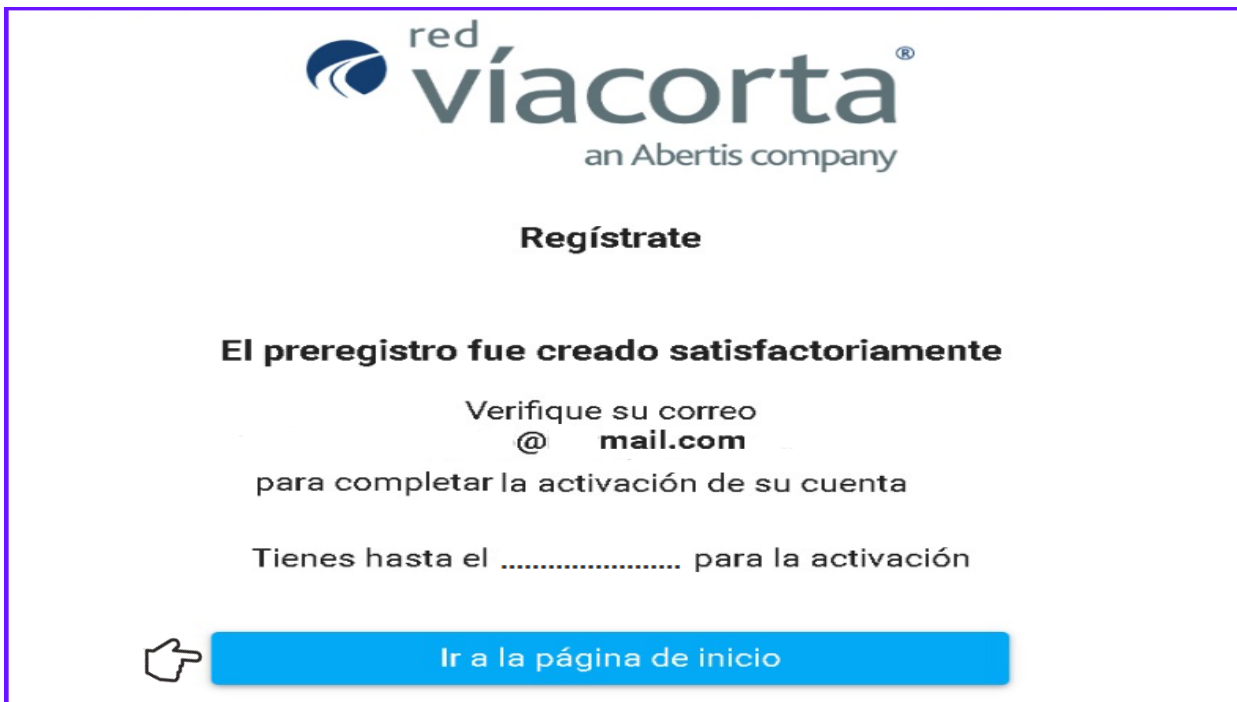 red
víacorta®
an Abertis company
Regístrate
El preregistro fue creado satisfactoriamente
Verifique su correo
@ mail.com
para completar la activación de su cuenta
Tienes hasta el ....................... para la activación
Ir a la página de inicio